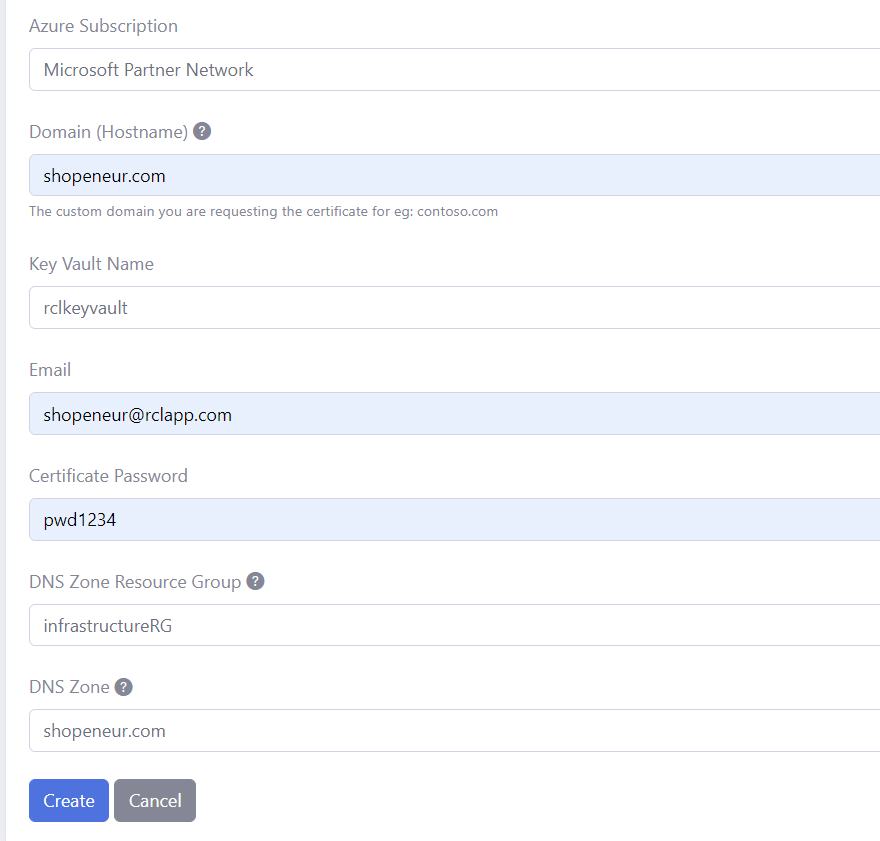 Azure Subscription
Microsoft Partner Network
Domain (Hostname) ?
shopeneur.com
The custom domain you are requesting the certificate for eg: contoso.com
Key Vault Name
rclkeyvault
Email
shopeneur@rclapp.com
Certificate Password
pwd1234
DNS Zone Resource Group ?
infrastructureRG
DNS Zone ?
shopeneur.com
Create Cancel